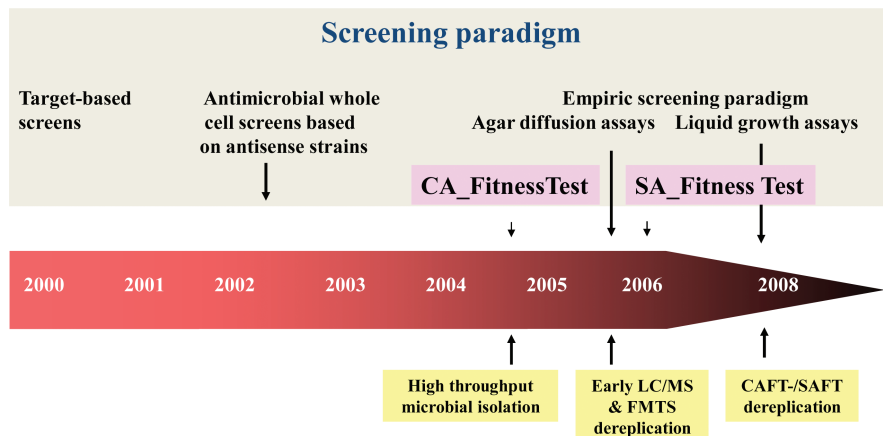 Screening paradigm
Target-based
screens
Antimicrobial whole
cell screens based
on antisense strains
Empiric screening paradigm
Agar diffusion assays
Liquid growth assays
CA_FitnessTest
SA_Fitness Test
2000
2001
2002
2003
2004
2005
2006
2008
High throughput
microbial isolation
Early LC/MS
& FMTS
dereplication
CAFT-/SAFT
dereplication